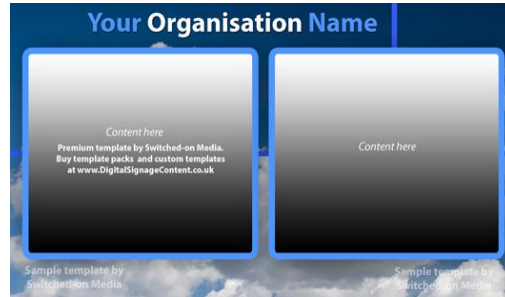 Your Organisation Name
Content here
Premium template by Switched-on Media.
Buy template packs and custom templates
at www.DigitalSignageContent.co.uk
Content here
Sample template by
Switched-on Media
Sample template by
Switched-on Media